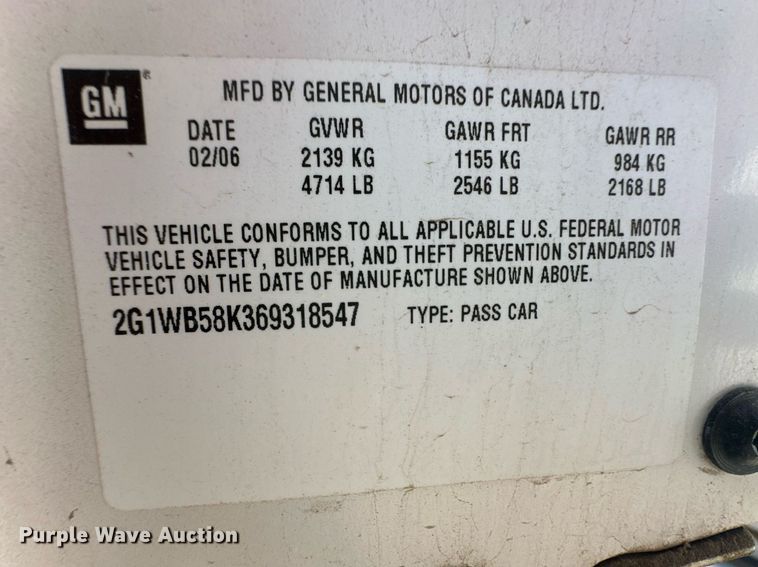 GM®
MFD BY GENERAL MOTORS OF CANADA LTD.
DATE GVWR GAWR FRT GAWR RR
02/06 2139 KG 1155 KG 984 KG
4714 LB 2546 LB 2168 LB
THIS VEHICLE CONFORMS TO ALL APPLICABLE U.S. FEDERAL MOTOR
VEHICLE SAFETY, BUMPER, AND THEFT PREVENTION STANDARDS IN
EFFECT ON THE DATE OF MANUFACTURE SHOWN ABOVE.
2G1WB58K369318547 TYPE: PASS CAR
Purple Wave Auction